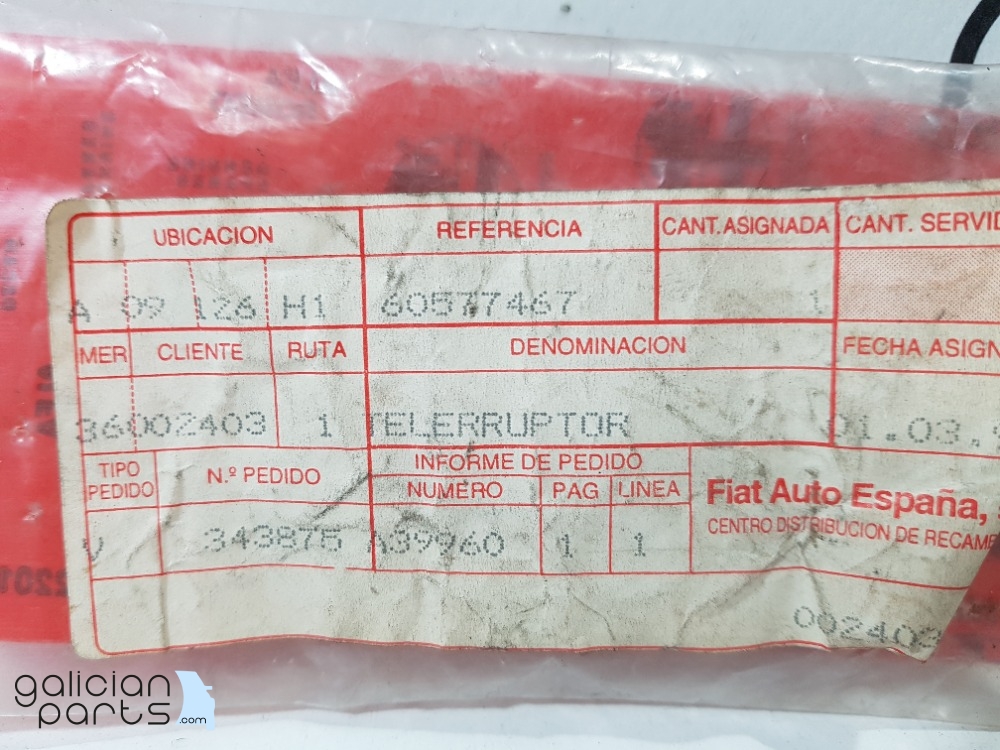 UBICACION REFERENCIA CANT.ASIGNADA CANT. SERVID
A 09 126 H1 60577467 1
MER CLIENTE RUTA DENOMINACION FECHA ASIGN
36002403 1 TELERRUPTOR 01.03.
TIPO PEDIDO N.º PEDIDO INFORME DE PEDIDO
NUMERO PAG LINEA
Fiat Auto España,
CENTRO DISTRIBUCION DE RECAM
V 343875 A39960 1 1
002403
galician
parts.com